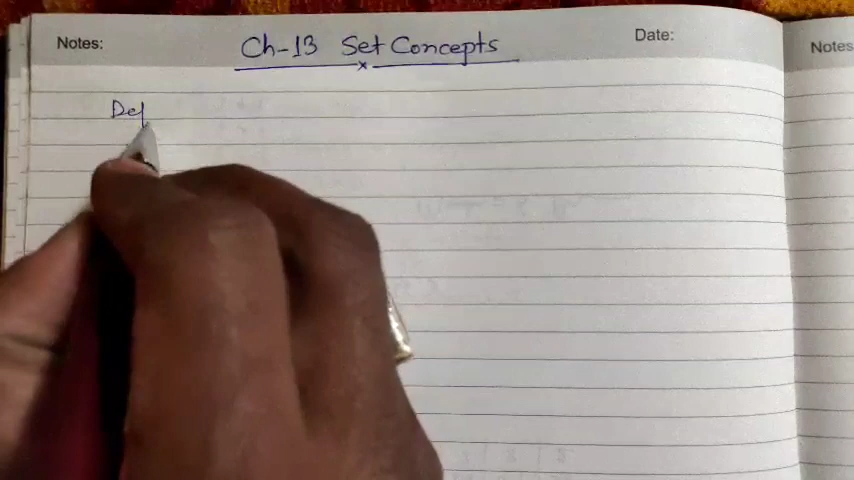 Notes:
Ch-13 Set Concepts
Date:
Notes
Def